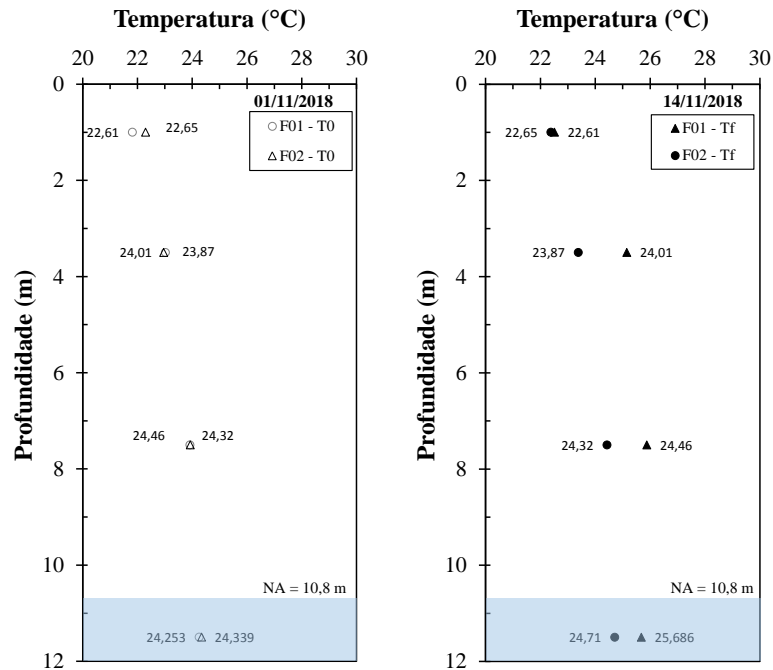 Temperatura (°C)
20 22 24 26 28 30
0
2
4
6
8
10
12
Profundidade (m)
01/11/2018
F01 - T0
F02 - T0
22,61 22,65
24,01 23,87
24,46 24,32
NA = 10,8 m
24,253 24,339
Temperatura (°C)
20 22 24 26 28 30
0
2
4
6
8
10
12
Profundidade (m)
14/11/2018
F01 - Tf
F02 - Tf
22,65 22,61
23,87 24,01
24,32 24,46
NA = 10,8 m
24,71 25,686